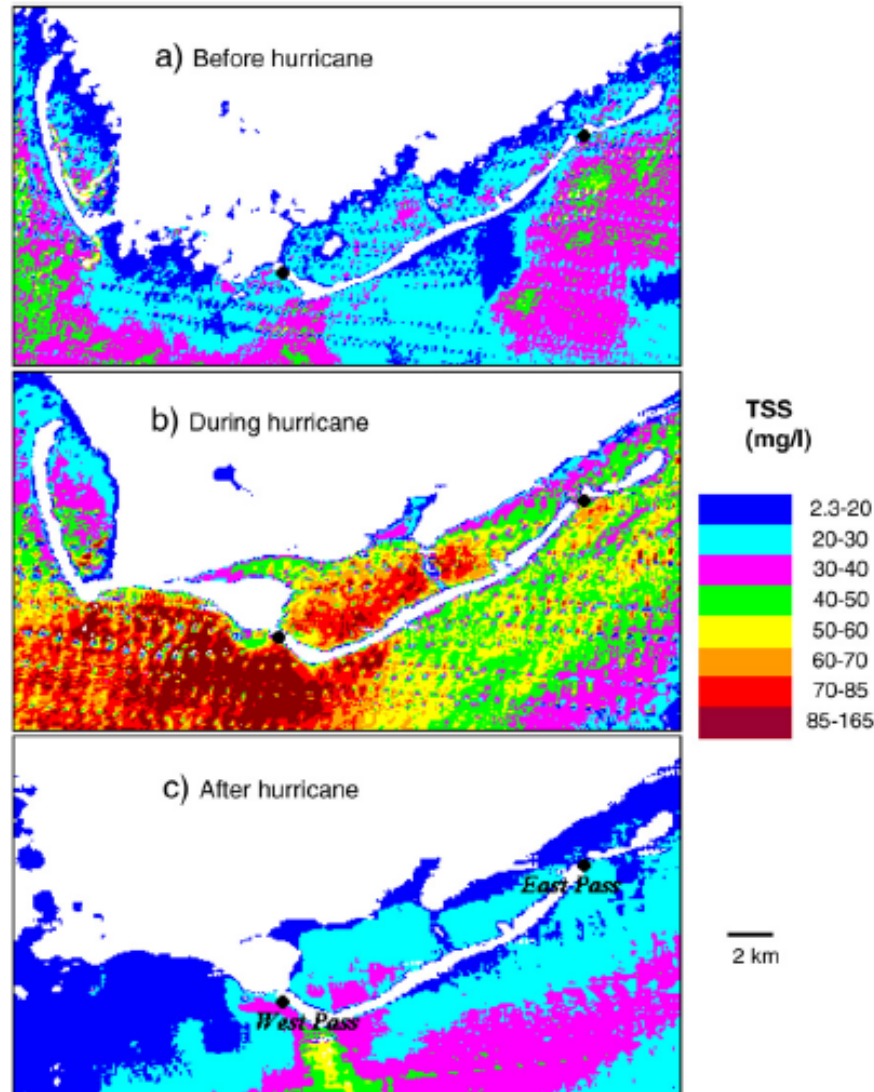 a) Before hurricane
b) During hurricane
TSS
(mg/l)
2.3-20
20-30
30-40
40-50
50-60
60-70
70-85
85-165
c) After hurricane
East Pass
2 km
West Pass